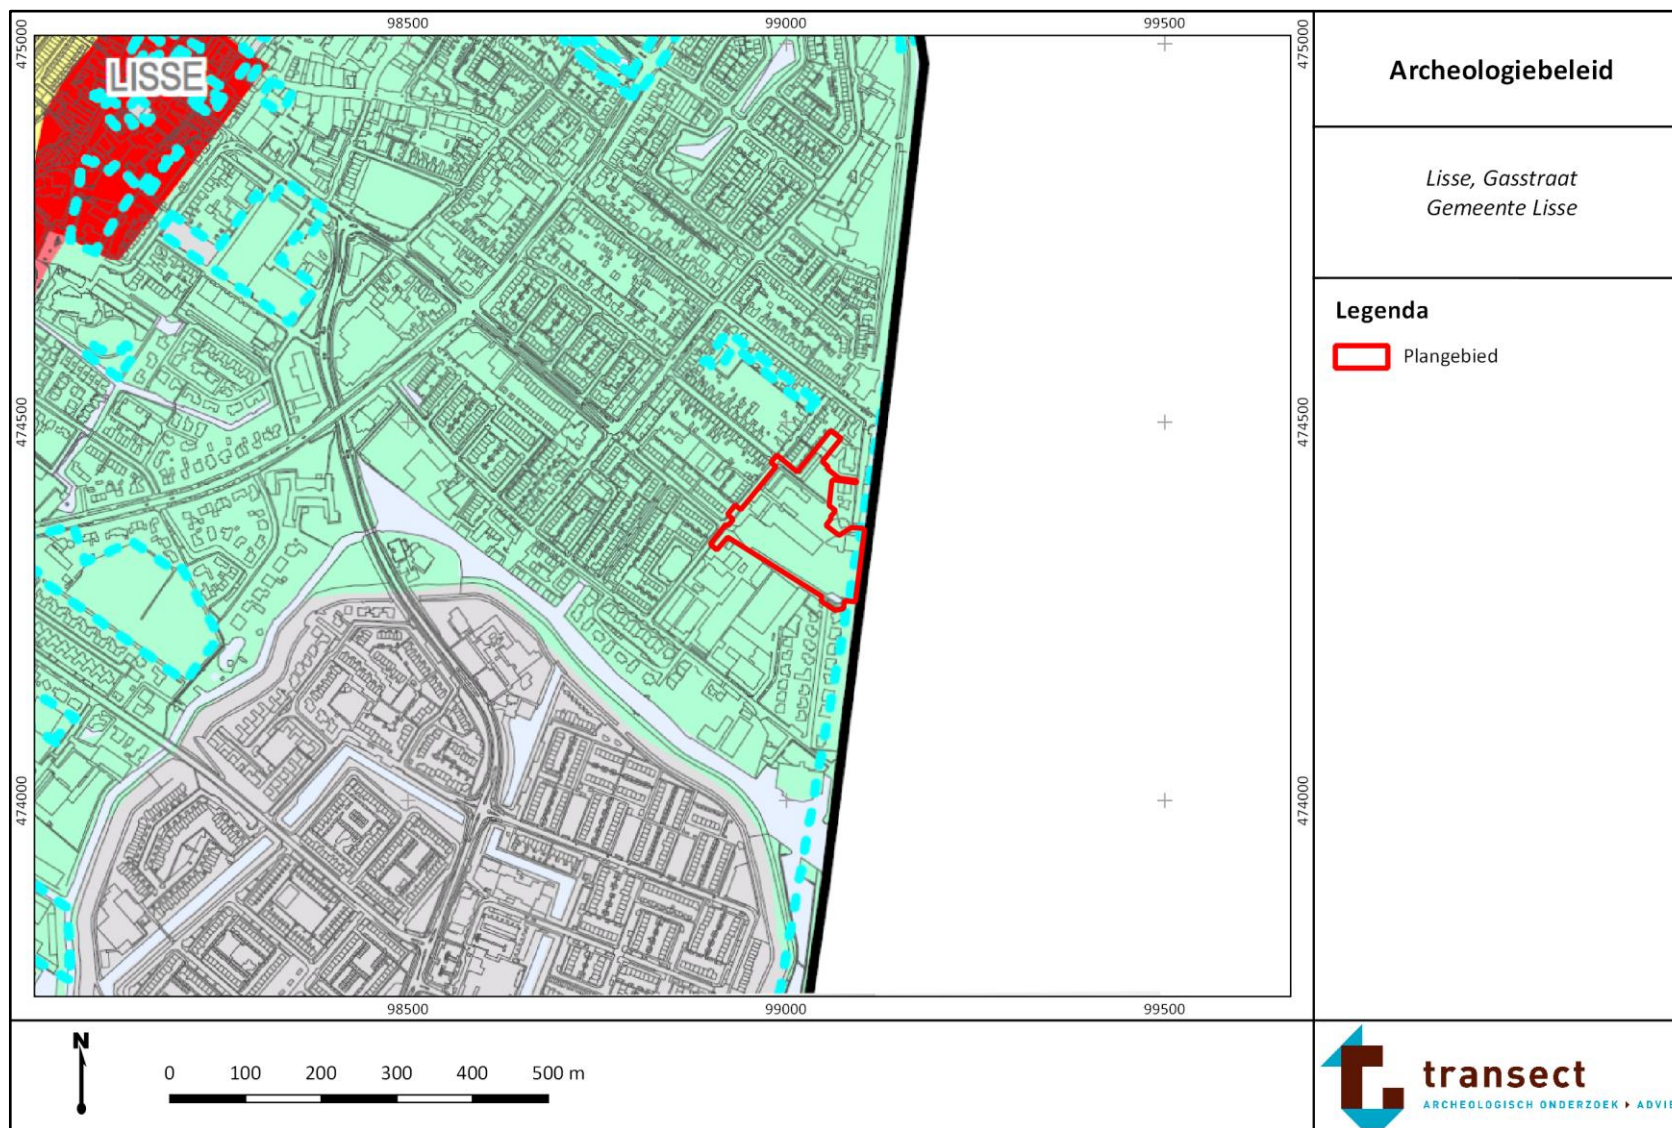 98500
99000
99500
475000
475000
LISSE
474500
474500
474000
474000
98500
99000
99500
Archeologiebeleid
Lisse, Gasstraat
Gemeente Lisse
Legenda
Plangebied
N
0 100 200 300 400 500 m
transect
ARCHEOLOGISCH ONDERZOEK ADVIE